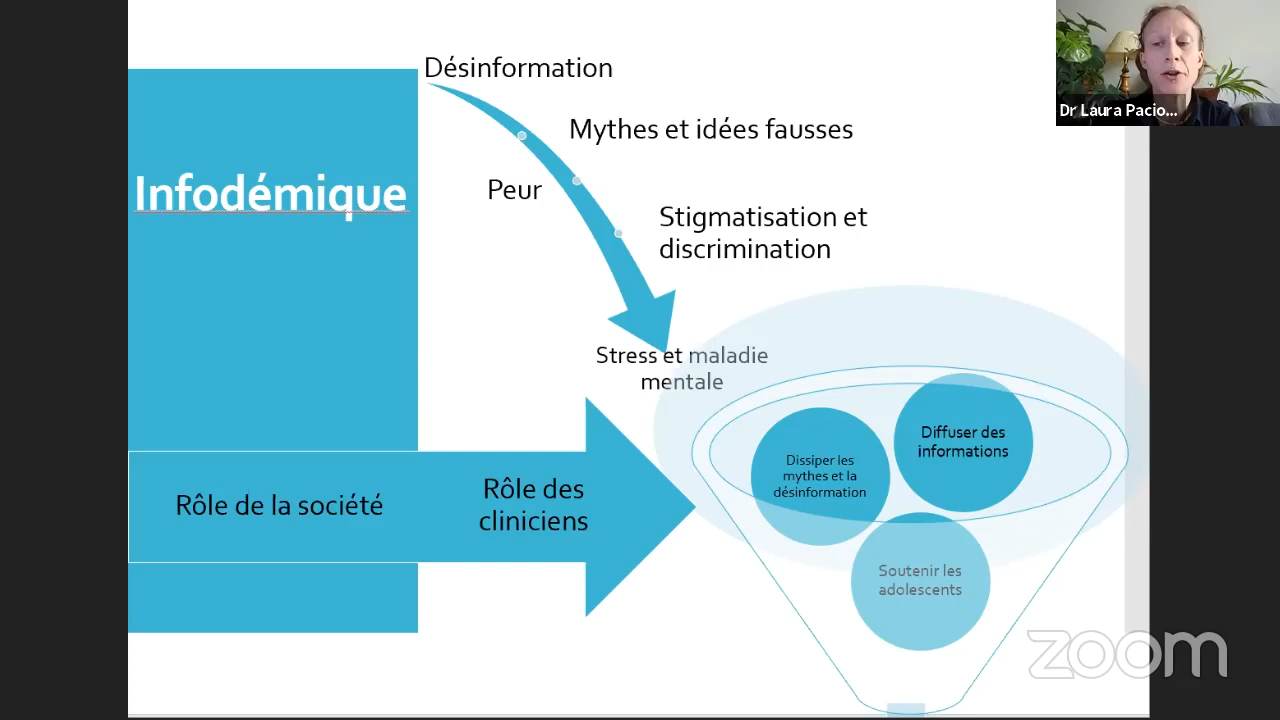 Désinformation
Mythes et idées fausses
Infodémique
Peur
Stigmatisation et
discrimination
Stress et maladie
mentale
Rôle de la société
Rôle des
cliniciens
Dissiper les
mythes et la
désinformation
Diffuser des
informations
Soutenir les
adolescents
Dr Laura Pacio...
zoom